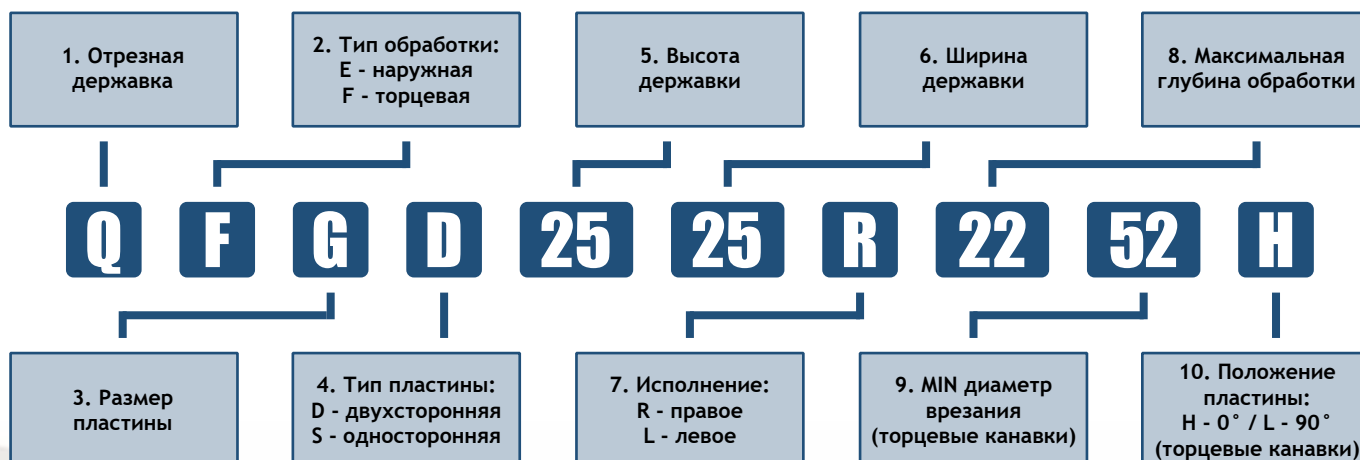 1. Отрезная
державка
2. Тип обработки:
E - наружная
F - торцевая
5. Высота
державки
6. Ширина
державки
8. Максимальная
глубина обработки
Q F G D 25 25 R 22 52 H
3. Размер
пластины
4. Тип пластины:
D - двухсторонняя
S - односторонняя
7. Исполнение:
R - правое
L - левое
9. MIN диаметр
врезания
(торцевые канавки)
10. Положение
пластины:
H - 0° / L - 90°
(торцевые канавки)